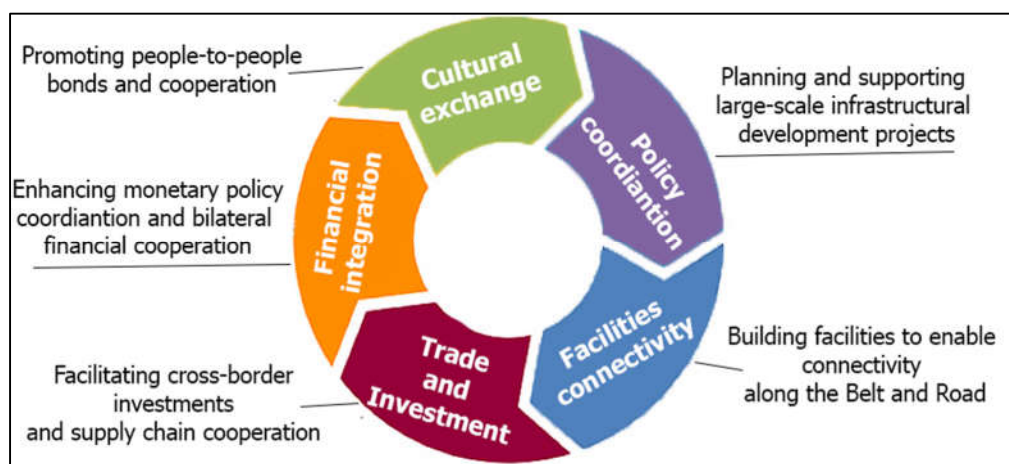 Promoting people-to-people
bonds and cooperation
Cultural
exchange
Policy
coordiantion
Planning and supporting
large-scale infrastructural
development projects
Enhancing monetary policy
coordiantion and bilateral
financial cooperation
Financial
integration
Facilities
connectivity
Building facilities to enable
connectivity
along the Belt and Road
Trade
and
Investment
Facilitating cross-border
investments
and supply chain cooperation